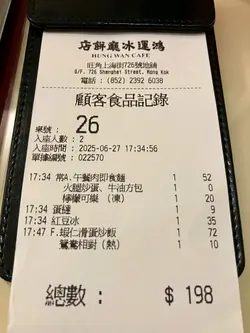 鴻運冰廳餅店
HUNG WAN CAFE
旺角上海街726號地舖
G/F, 726 Shanghai Street, Mong Kok
電話 : (852) 2392 6038
顧客食品記錄
枱號 : 26
入座人數 : 2
入座時間 : 2025-06-27 17:34:56
單據編號 : 022570
17:34 常A.午餐肉即食麵 1 52
火腿炒蛋、牛油方包 1 0
檸檬可樂 (凍) 1 20
17:34 蛋撻 1 9
17:34 紅豆冰 1 35
17:47 F.蝦仁滑蛋炒飯 1 72
鴛鴦相對(熱) 1 10
總數 : $ 198